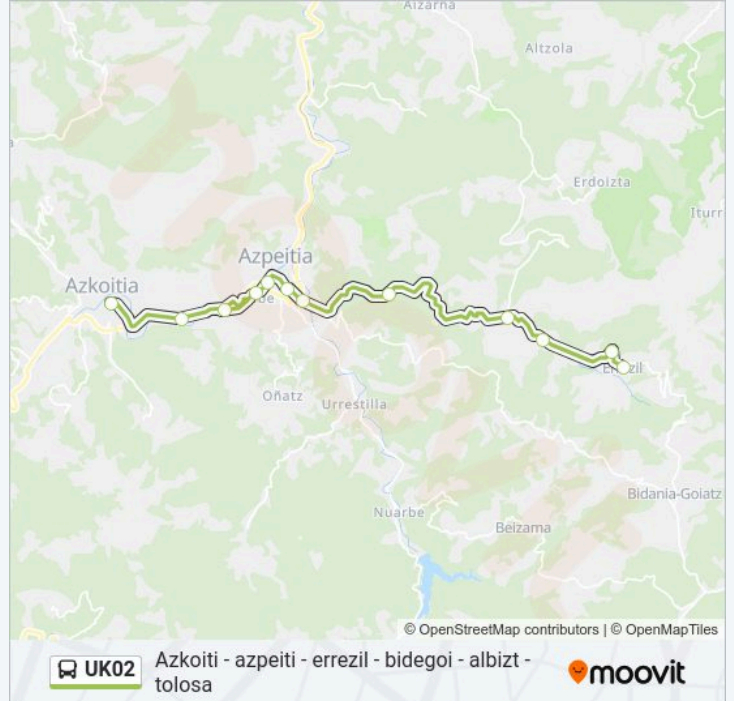 Aizarna
Altzola
Erdoizta
Iturr
Azpeitia
Azkoitia
be
Errezil
Oñatz
Urrestilla
Bidania-Goiatz
Nuarbe
Beizama
© OpenStreetMap contributors | © OpenMapTiles
UK02
Azkoiti - azpeiti - errezil - bidegoi - albizt -
tolosa
moovit